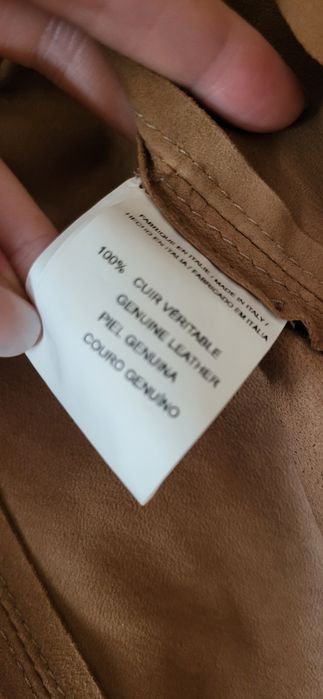 FABRIQUE EN ITALIE / MADE IN ITALY /
HECHO EN ITALIA / FABRICADO EM ITALIA
100% CUIR VÉRITABLE
GENUINE LEATHER
PIEL GENUINA
COURO GENUÍNO